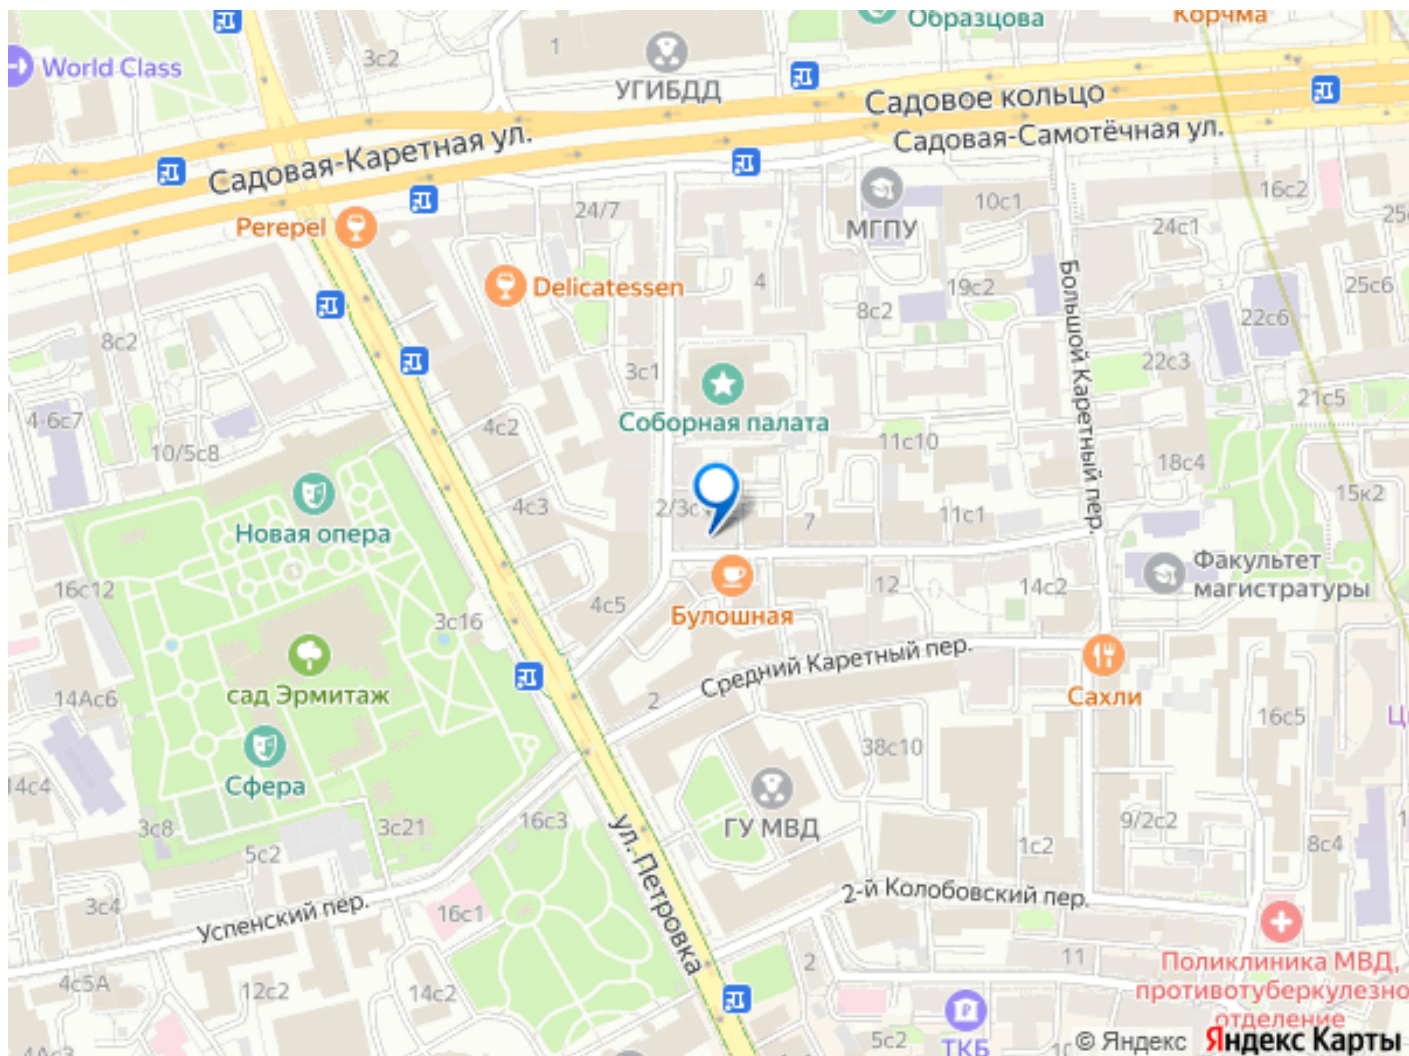 Образцова
Корчма
World Class
3с2
1
УГИБДД
Садовое кольцо
Садовая-Самотёчная ул.
Садовая-Каретная ул.
Perepel
24/7
МГПУ
10с1
16с2
24с1
Delicatessen
4
19с2
25с6
8с2
22с6
8с2
Большой Каретный пер.
22с3
3с1
21с5
4-6с7
Соборная палата
4с2
11с10
10/5с8
18с4
15к2
Новая опера
4с3
7
11с1
Факультет
магистратуры
16с12
12
14с2
4с5
Булошная
3с16
Средний Каретный пер.
сад Эрмитаж
14Ас6
2
Сахли
16с5
38с10
Сфера
14с4
ГУ МВД
3с8
3с21
16с3
9/2с2
5с2
1с2
8с4
ул. Петровка
2-й Колобовский пер.
3с4
16с1
Успенский пер.
2
11
Поликлиника МВД,
противотуберкулезно
отделение
4с5А
12с2
14с2
5с2
ТКБ
© Яндекс Яндекс Карты